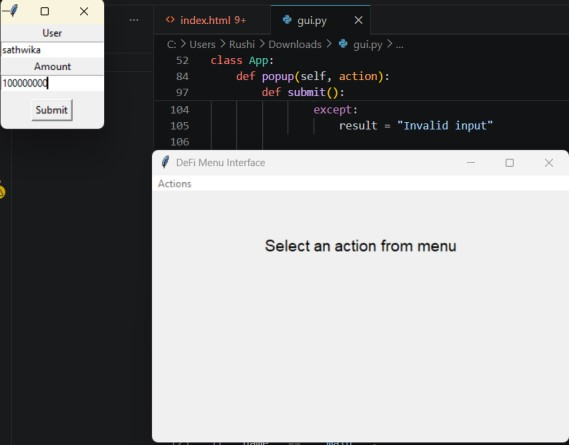 User
sathwika
Amount
100000000
Submit
...
index.html 9+
gui.py
C: > Users > Rushi > Downloads > gui.py > ...
52 class App:
84 def popup(self, action):
97 def submit():
104 except:
105 result = "Invalid input"
106
DeFi Menu Interface
Actions
Select an action from menu